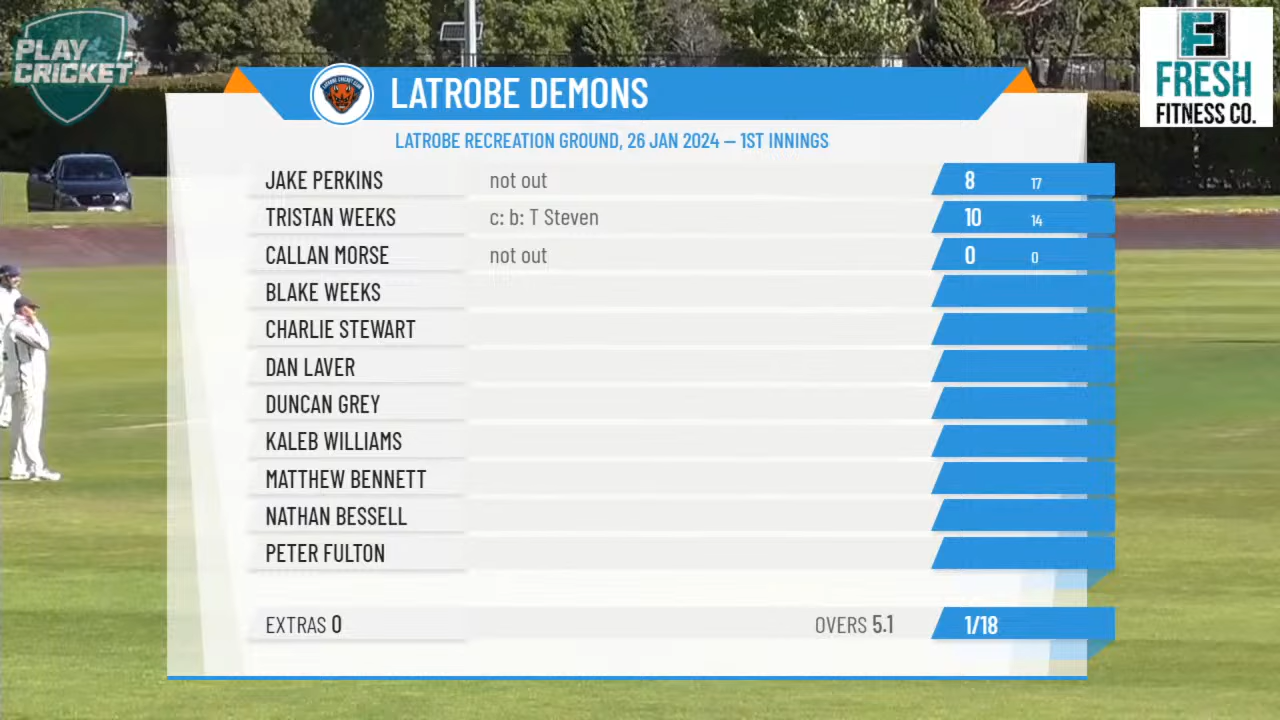 PLAY
CRICKET
FRESH
FITNESS CO.
LATROBE DEMONS
LATROBE RECREATION GROUND, 26 JAN 2024 – 1ST INNINGS
JAKE PERKINS not out 8 17
TRISTAN WEEKS c: b: T Steven 10 14
CALLAN MORSE not out 0 0
BLAKE WEEKS
CHARLIE STEWART
DAN LAVER
DUNCAN GREY
KALEB WILLIAMS
MATTHEW BENNETT
NATHAN BESSELL
PETER FULTON
EXTRAS 0 OVERS 5.1 1/18